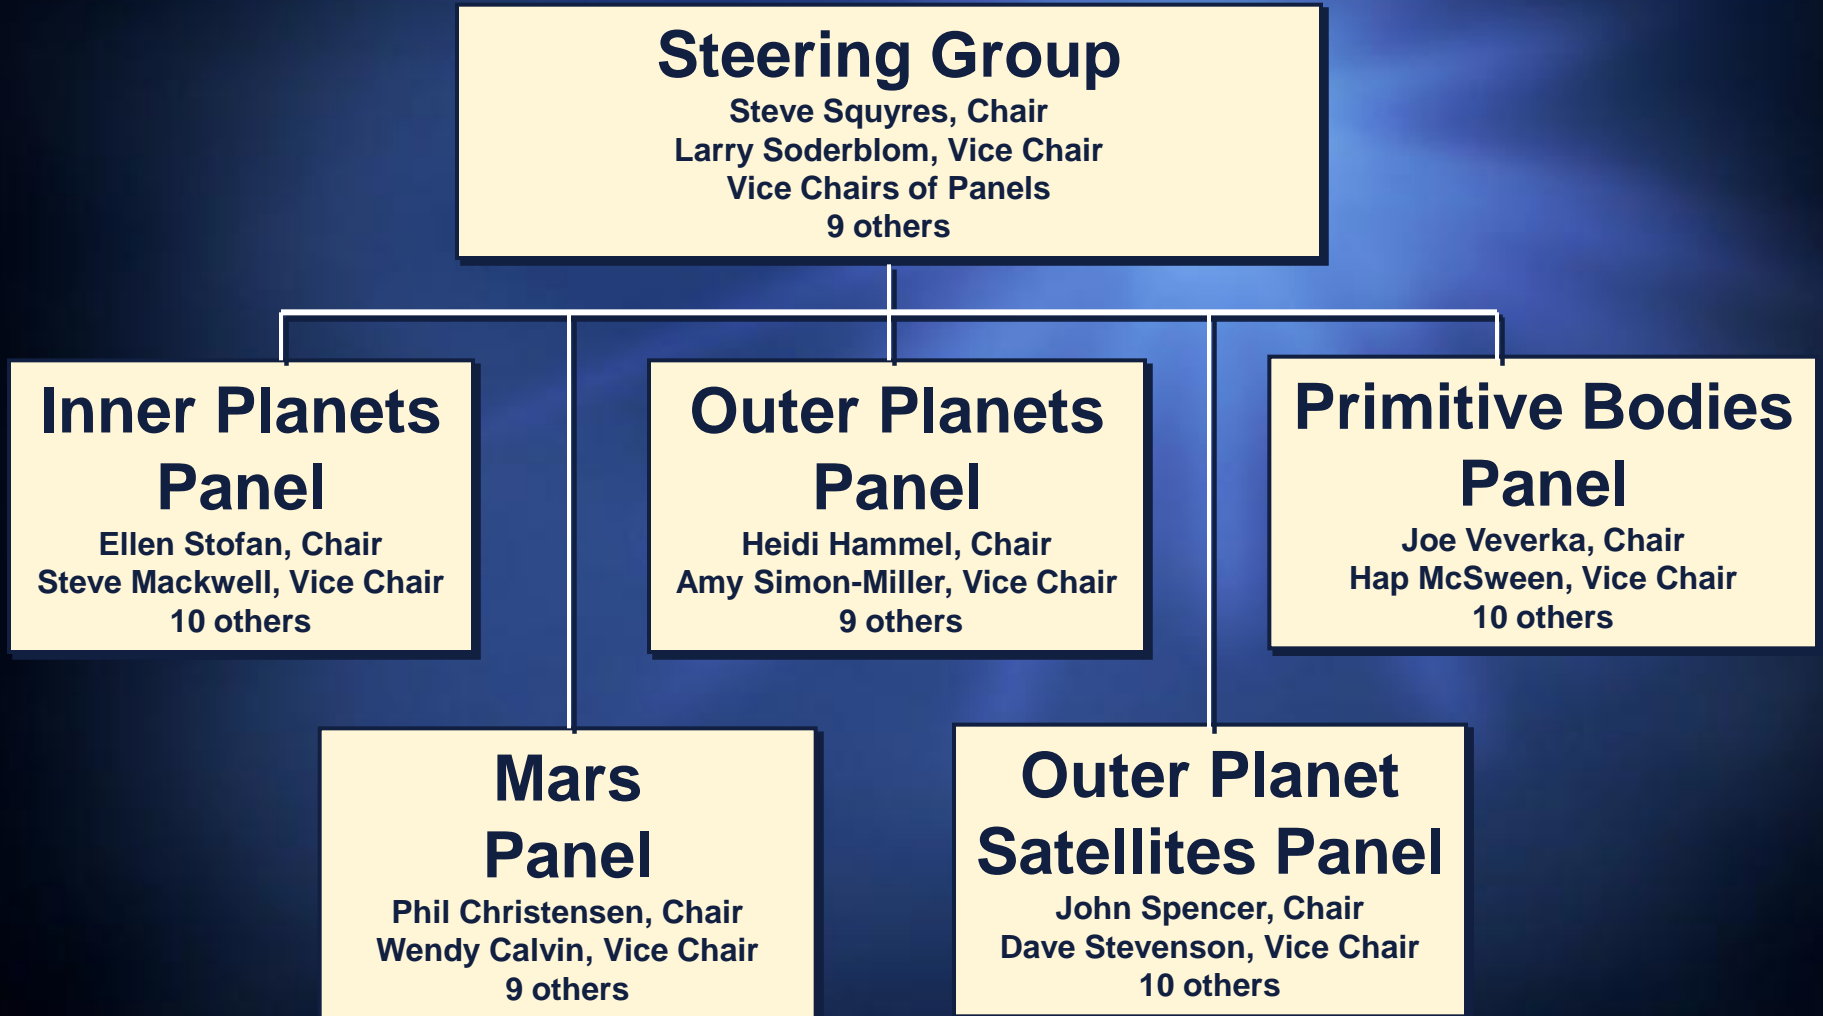 Steering Group
Steve Squyres, Chair
Larry Soderblom, Vice Chair
Vice Chairs of Panels
9 others
Inner Planets
Panel
Ellen Stofan, Chair
Steve Mackwell, Vice Chair
10 others
Outer Planets
Panel
Heidi Hammel, Chair
Amy Simon-Miller, Vice Chair
9 others
Primitive Bodies
Panel
Joe Veverka, Chair
Hap McSween, Vice Chair
10 others
Mars
Panel
Phil Christensen, Chair
Wendy Calvin, Vice Chair
9 others
Outer Planet
Satellites Panel
John Spencer, Chair
Dave Stevenson, Vice Chair
10 others